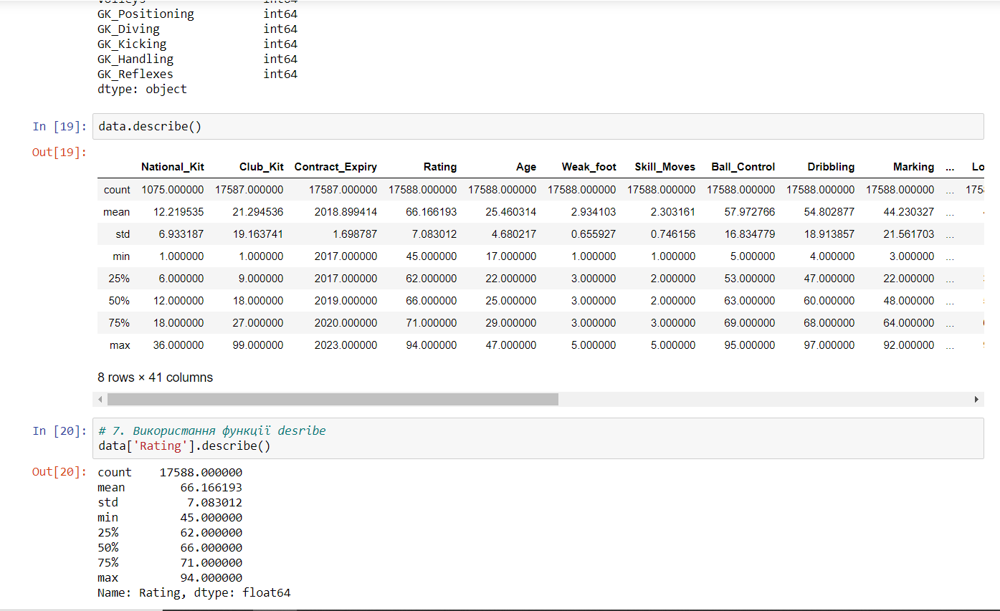 GK_Positioning int64
GK_Diving int64
GK_Kicking int64
GK_Handling int64
GK_Reflexes int64
dtype: object
In [19]: data.describe()
Out[19]:
National_Kit Club_Kit Contract_Expiry Rating Age Weak_foot Skill_Moves Ball_Control Dribbling Marking ...
count 1075.000000 17587.000000 17587.000000 17588.000000 17588.000000 17588.000000 17588.000000 17588.000000 17588.000000 17588.000000 ...
mean 12.219535 21.294536 2018.899414 66.166193 25.460314 2.934103 2.303161 57.972766 54.802877 44.230327 ...
std 6.933187 19.163741 1.698787 7.083012 4.680217 0.655927 0.746156 16.834779 18.913857 21.561703 ...
min 1.000000 1.000000 2017.000000 45.000000 17.000000 1.000000 1.000000 5.000000 4.000000 3.000000 ...
25% 6.000000 9.000000 2017.000000 62.000000 22.000000 3.000000 2.000000 53.000000 47.000000 22.000000 ...
50% 12.000000 18.000000 2019.000000 66.000000 25.000000 3.000000 2.000000 63.000000 60.000000 48.000000 ...
75% 18.000000 27.000000 2020.000000 71.000000 29.000000 3.000000 3.000000 69.000000 68.000000 64.000000 ...
max 36.000000 99.000000 2023.000000 94.000000 47.000000 5.000000 5.000000 95.000000 97.000000 92.000000 ...
8 rows × 41 columns
In [20]: # 7. Використання функції desribe
data['Rating'].describe()
Out[20]: count 17588.000000
mean 66.166193
std 7.083012
min 45.000000
25% 62.000000
50% 66.000000
75% 71.000000
max 94.000000
Name: Rating, dtype: float64